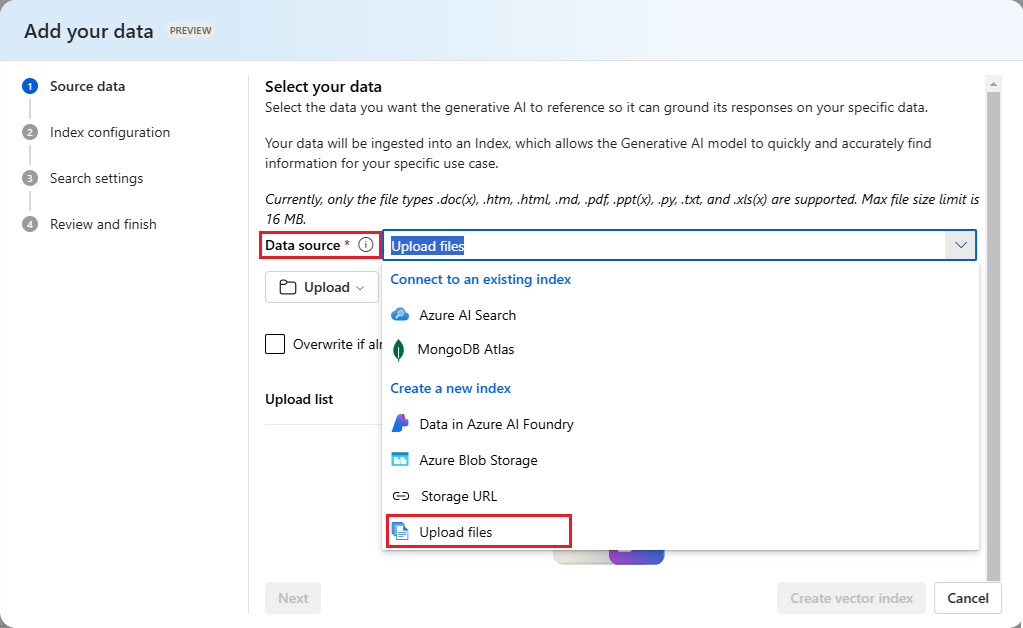 Add your data PREVIEW
1 Source data
2 Index configuration
3 Search settings
4 Review and finish
Select your data
Select the data you want the generative AI to reference so it can ground its responses on your specific data.
Your data will be ingested into an Index, which allows the Generative AI model to quickly and accurately find
information for your specific use case.
Currently, only the file types .doc(x), .htm, .html, .md, .pdf, .ppt(x), .py, .txt, and .xls(x) are supported. Max file size limit is
16 MB.
Data source * Upload files
Upload
Overwrite if
Upload list
Connect to an existing index
Azure AI Search
MongoDB Atlas
Create a new index
Data in Azure AI Foundry
Azure Blob Storage
Storage URL
Upload files
Next
Create vector index
Cancel